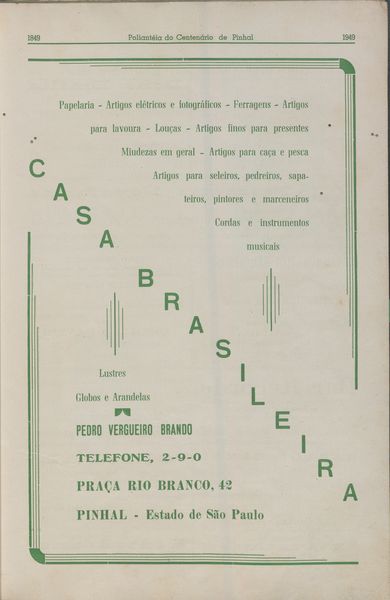 1849 Poliantéia do Centenário de Pinhal 1949
Papelaria - Artigos elétricos e fotográficos - Ferragens - Artigos
para lavoura - Louças - Artigos finos para presentes
Miudezas em geral - Artigos para caça e pesca
Artigos para seleiros, pedreiros, sapa-
teiros, pintores e marceneiros
Cordas e instrumentos
musicais
CASA BRASILEIRA
Lustres
Globos e Arandelas
PEDRO VERGUEIRO BRANDO
TELEFONE, 2-9-0
PRAÇA RIO BRANCO, 42
PINHAL - Estado de São Paulo